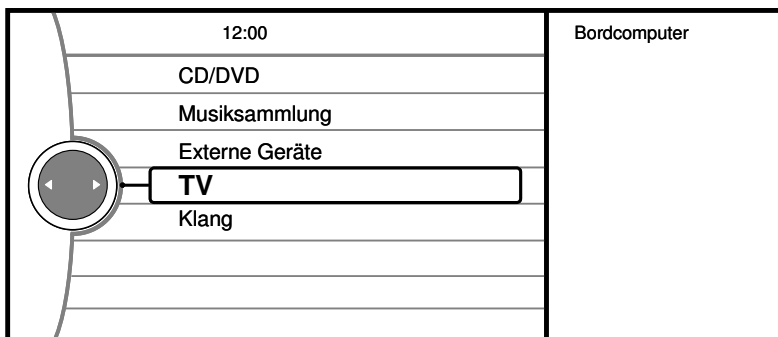 12:00
Bordcomputer
CD/DVD
Musiksammlung
Externe Geräte
TV
Klang